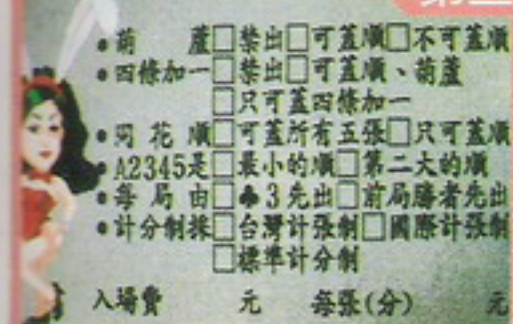 •葫 蘆□禁出□可蓋順□不可蓋順
•四條加一□禁出□可蓋順、葫蘆
□只可蓋四條加一
•同花順□可蓋所有五張□只可蓋順
•A2345是□最小的順□第二大的順
•每局由□♣3先出□前局勝者先出
•計分制採□台灣計張制□國際計張制
□標準計分制
入場費 元 每張(分) 元